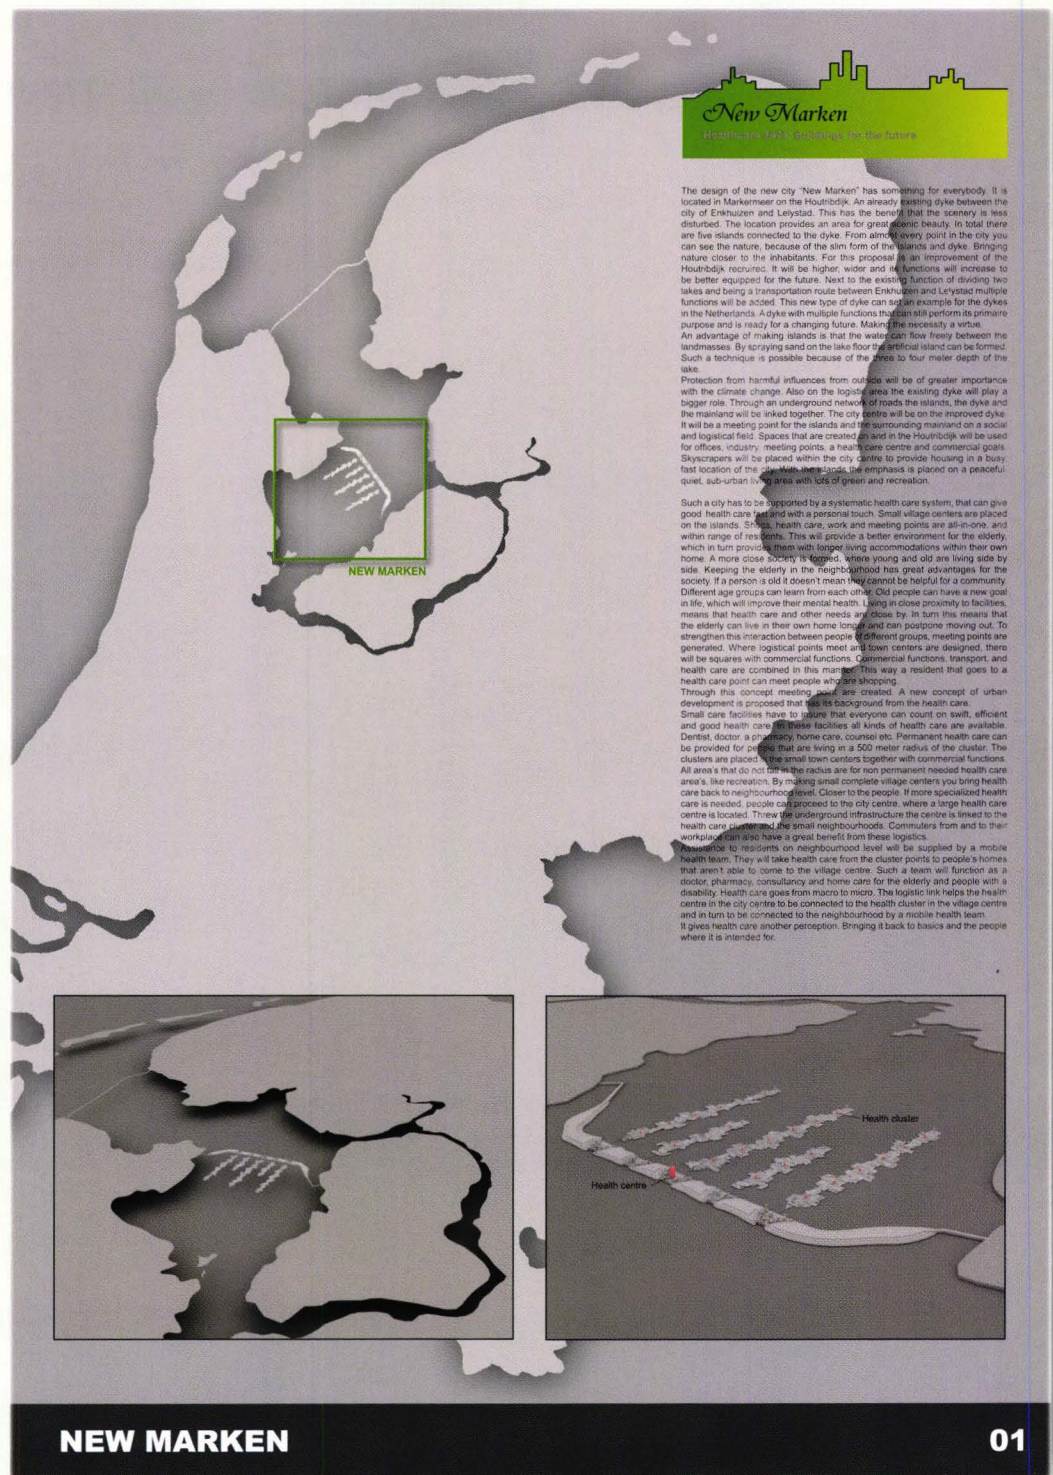 New Marken
Healthcare 2025: Buildings for the future
The design of the new city "New Marken" has something for everybody. It is
located in Markermeer on the Houtribdijk. An already existing dyke between the
city of Enkhuizen and Lelystad. This has the benefit that the scenery is less
disturbed. The location provides an area for great scenic beauty. In total there
are five islands connected to the dyke. From almost every point in the city you
can see the nature, because of the slim form of the islands and dyke. Bringing
nature closer to the inhabitants. For this proposal is an improvement of the
Houtribdijk recruired. It will be higher, wider and its functions will increase to
be better equipped for the future. Next to the existing function of dividing two
lakes and being a transportation route between Enkhuizen and Lelystad multiple
functions will be added. This new type of dyke can set an example for the dykes
in the Netherlands. A dyke with multiple functions that can still perform its primaire
purpose and is ready for a changing future. Making the necessity a virtue.
An advantage of making islands is that the water can flow freely between the
landmasses. By spraying sand on the lake floor the artificial island can be formed.
Such a technique is possible because of the three to four meter depth of the
lake.
Protection from harmful influences from outside will be of greater importance
with the climate change. Also on the logistic area the existing dyke will play a
bigger role. Through an underground network of roads the islands, the dyke and
the mainland will be linked together. The city centre will be on the improved dyke.
It will be a meeting point for the islands and the surrounding mainland on a social
and logistical field. Spaces that are created on and in the Houtribdijk will be used
for offices, industry, meeting points, a health care centre and commercial goals.
Skyscrapers will be placed within the city centre to provide housing in a busy,
fast location of the city. With the islands the emphasis is placed on a peaceful,
quiet, sub-urban living area with lots of green and recreation.
Such a city has to be supported by a systematic health care system, that can give
good health care fast and with a personal touch. Small village centers are placed
on the islands. Shops, health care, work and meeting points are all-in-one, and
within range of residents. This will provide a better environment for the elderly,
which in turn provides them with longer living accommodations within their own
home. A more close society is formed, where young and old are living side by
side. Keeping the elderly in the neighbourhood has great advantages for the
society. If a person is old it doesn't mean they cannot be helpful for a community.
Different age groups can learn from each other. Old people can have a new goal
in life, which will improve their mental health. Living in close proximity to facilities,
means that health care and other needs are close by. In turn this means that
the elderly can live in their own home longer and can postpone moving out. To
strengthen this interaction between people of different groups, meeting points are
generated. Where logistical points meet and town centers are designed, there
will be squares with commercial functions. Commercial functions, transport, and
health care are combined in this manner. This way a resident that goes to a
health care point can meet people who are shopping.
Through this concept meeting point are created. A new concept of urban
development is proposed that has its background from the health care.
Small care facilities have to insure that everyone can count on swift, efficient
and good health care. In these facilities all kinds of health care are available.
Dentist, doctor, a pharmacy, home care, counsel etc. Permanent health care can
be provided for people that are living in a 500 meter radius of the cluster. The
clusters are placed in the small town centers together with commercial functions.
All area's that do not fall in the radius are for non permanent needed health care
area's, like recreation. By making small complete village centers you bring health
care back to neighbourhood level. Closer to the people. If more specialized health
care is needed, people can proceed to the city centre, where a large health care
centre is located. Threw the underground infrastructure the centre is linked to the
health care cluster and the small neighbourhoods. Commuters from and to their
workplace can also have a great benefit from these logistics.
Assistance to residents on neighbourhood level will be supplied by a mobile
health team. They will take health care from the cluster points to people's homes
that aren't able to come to the village centre. Such a team will function as a
doctor, pharmacy, consultancy and home care for the elderly and people with a
disability. Health care goes from macro to micro. The logistic link helps the health
centre in the city centre to be connected to the health cluster in the village centre
and in turn to be connected to the neighbourhood by a mobile health team.
It gives health care another perception. Bringing it back to basics and the people
where it is intended for.
NEW MARKEN
Health cluster
Health centre
NEW MARKEN
01